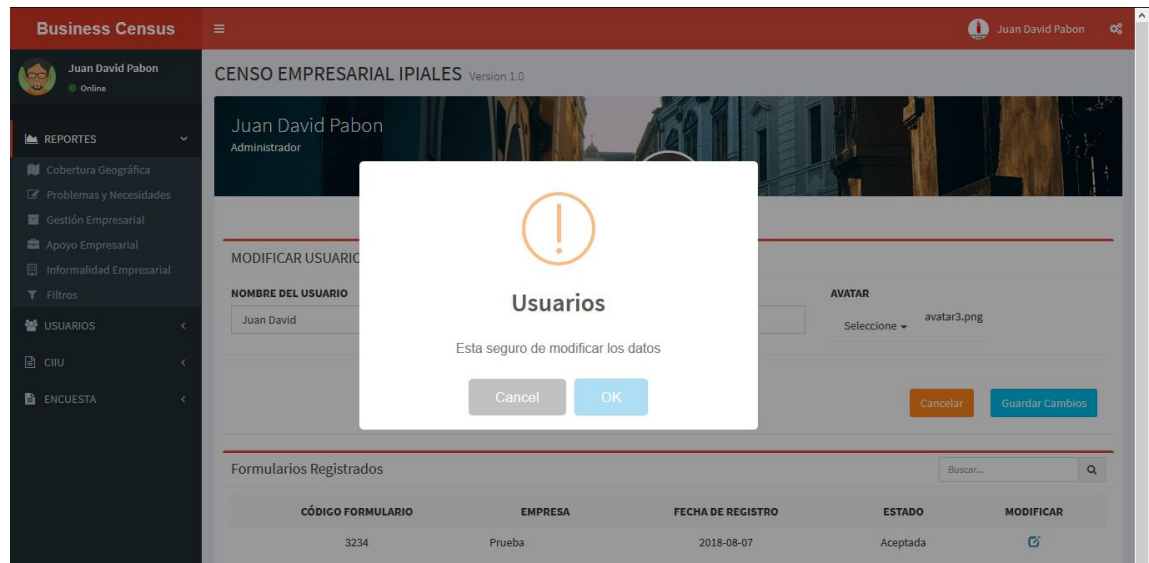 Business Census
Juan David Pabon
Juan David Pabon
Online
CENSO EMPRESARIAL IPIALES Version 1.0
REPORTES
Cobertura Geográfica
Problemas y Necesidades
Gestión Empresarial
Apoyo Empresarial
Informalidad Empresarial
Filtros
USUARIOS
CIIU
ENCUESTA
Juan David Pabon
Administrador
MODIFICAR USUARIO
NOMBRE DEL USUARIO
Juan David
AVATAR
Seleccione
avatar3.png
Usuarios
Esta seguro de modificar los datos
Cancel
OK
Cancelar
Guardar Cambios
Formularios Registrados
Buscar...
CÓDIGO FORMULARIO EMPRESA FECHA DE REGISTRO ESTADO MODIFICAR
3234 Prueba 2018-08-07 Aceptada